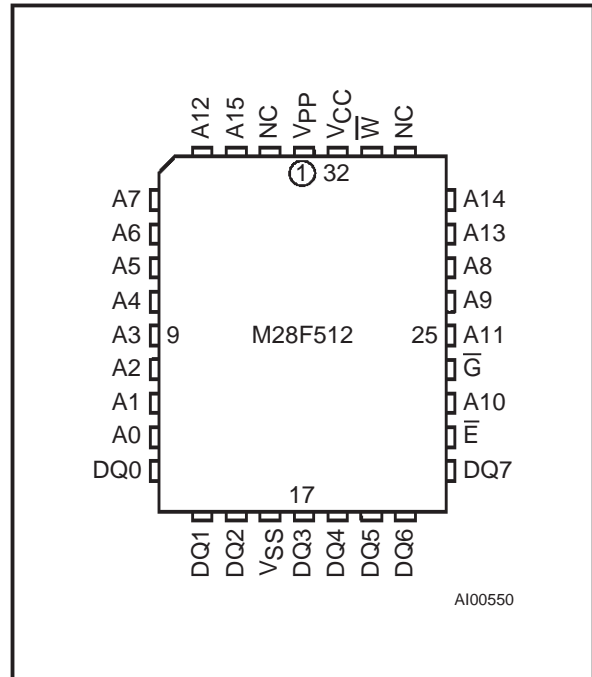 A12 A15 NC VPP VCC W̅ NC
1 32
A7 A14
A6 A13
A5 A8
A4 A9
A3 9 M28F512 25 A11
A2 G̅
A1 A10
A0 E̅
DQ0 DQ7
17
DQ1 DQ2 VSS DQ3 DQ4 DQ5 DQ6
AI00550